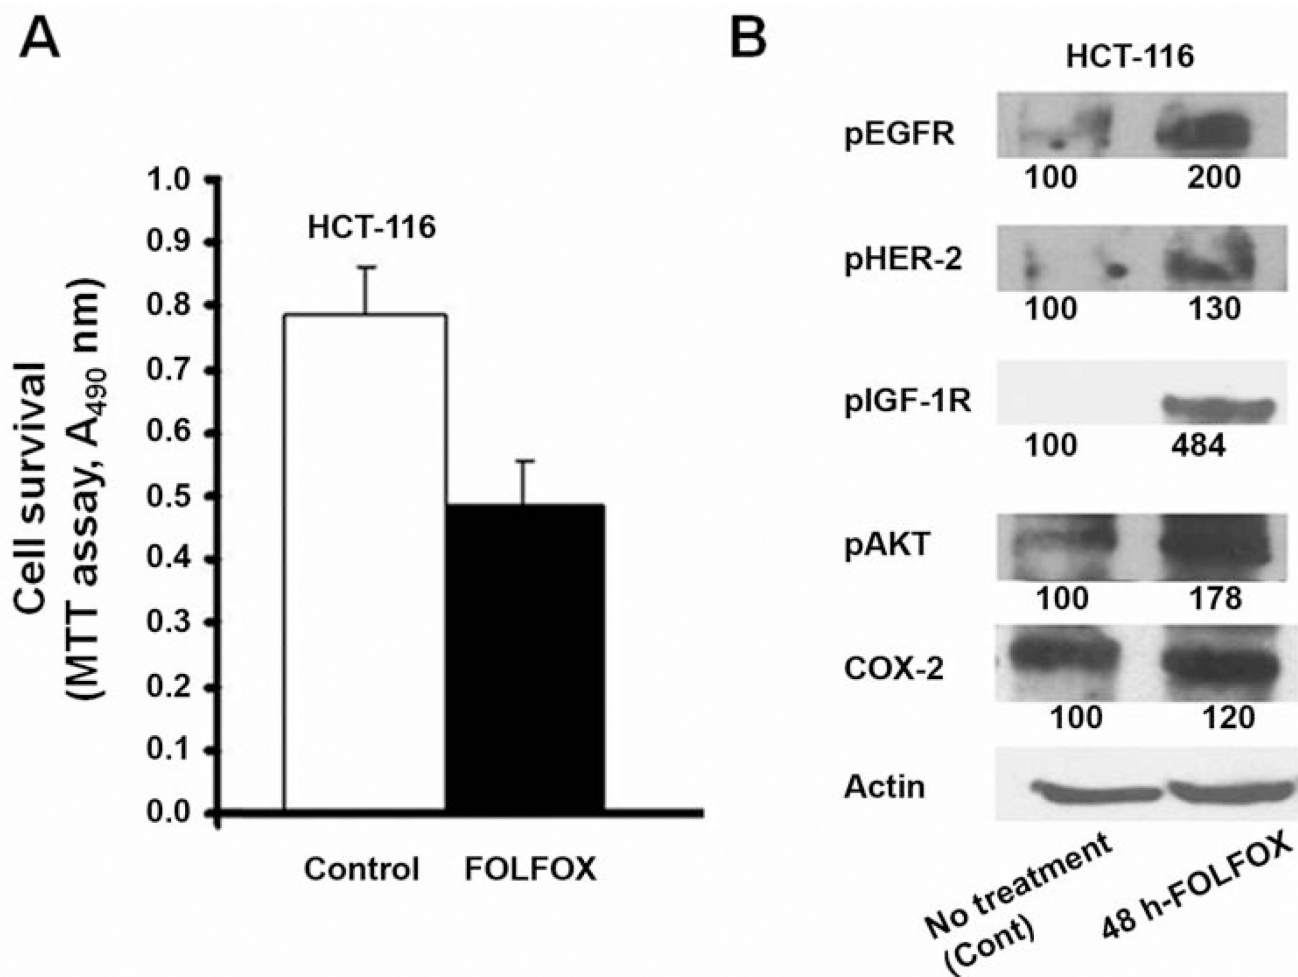 A
Cell survival
(MTT assay, A490 nm)
1.0
0.9
0.8
0.7
0.6
0.5
0.4
0.3
0.2
0.1
0.0
HCT-116
Control FOLFOX
B
HCT-116
pEGFR
100 200
pHER-2
100 130
pIGF-1R
100 484
pAKT
100 178
COX-2
100 120
Actin
No treatment
(Cont)
48 h-FOLFOX